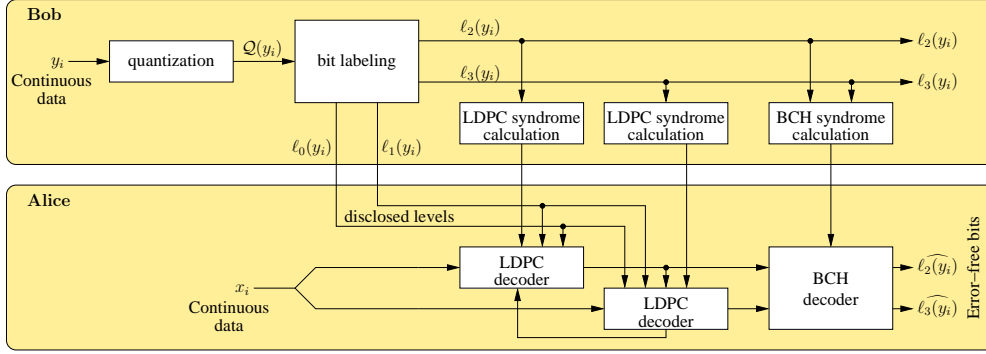 Bob
ℓ₂(yᵢ)
ℓ₂(yᵢ)
𝒬(yᵢ)
yᵢ
quantization
bit labeling
Continuous
data
ℓ₃(yᵢ)
ℓ₃(yᵢ)
LDPC syndrome
calculation
LDPC syndrome
calculation
BCH syndrome
calculation
ℓ₀(yᵢ)
ℓ₁(yᵢ)
Alice
disclosed levels
LDPC
decoder
xᵢ
Continuous
data
LDPC
decoder
BCH
decoder
ℓ₂(̂yᵢ)
ℓ₃(̂yᵢ)
Error–free bits